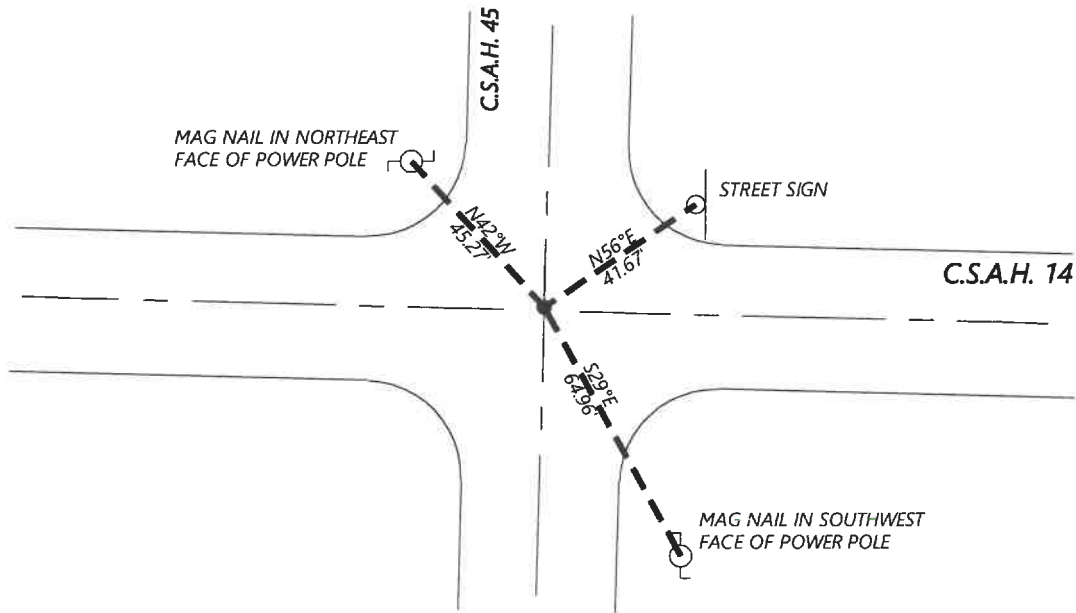 C.S.A.H. 45
MAG NAIL IN NORTHEAST
FACE OF POWER POLE
STREET SIGN
N42°W
45.27'
N56°E
41.67'
C.S.A.H. 14
S29°E
64.96'
MAG NAIL IN SOUTHWEST
FACE OF POWER POLE